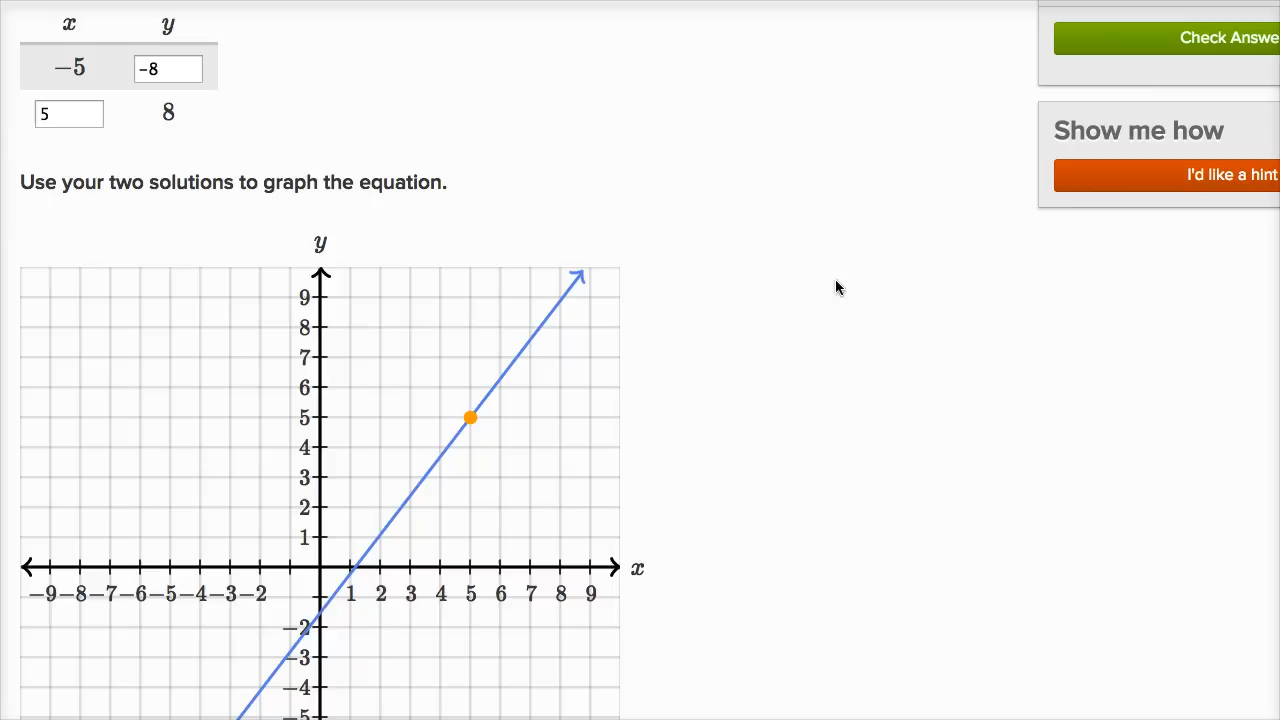 x y
−5 -8
5 8
Check Answe
Show me how
I'd like a hint
Use your two solutions to graph the equation.
y
9
8
7
6
5
4
3
2
1
x
−9 −8 −7 −6 −5 −4 −3 −2 1 2 3 4 5 6 7 8 9
−2
−3
−4
−5